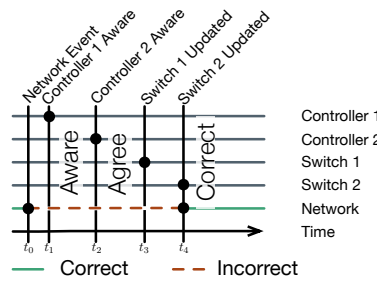 Network Event
Controller 1 Aware
Controller 2 Aware
Switch 1 Updated
Switch 2 Updated
Aware
Agree
Correct
Controller 1
Controller 2
Switch 1
Switch 2
Network
Time
t0 t1 t2 t3 t4
Correct Incorrect